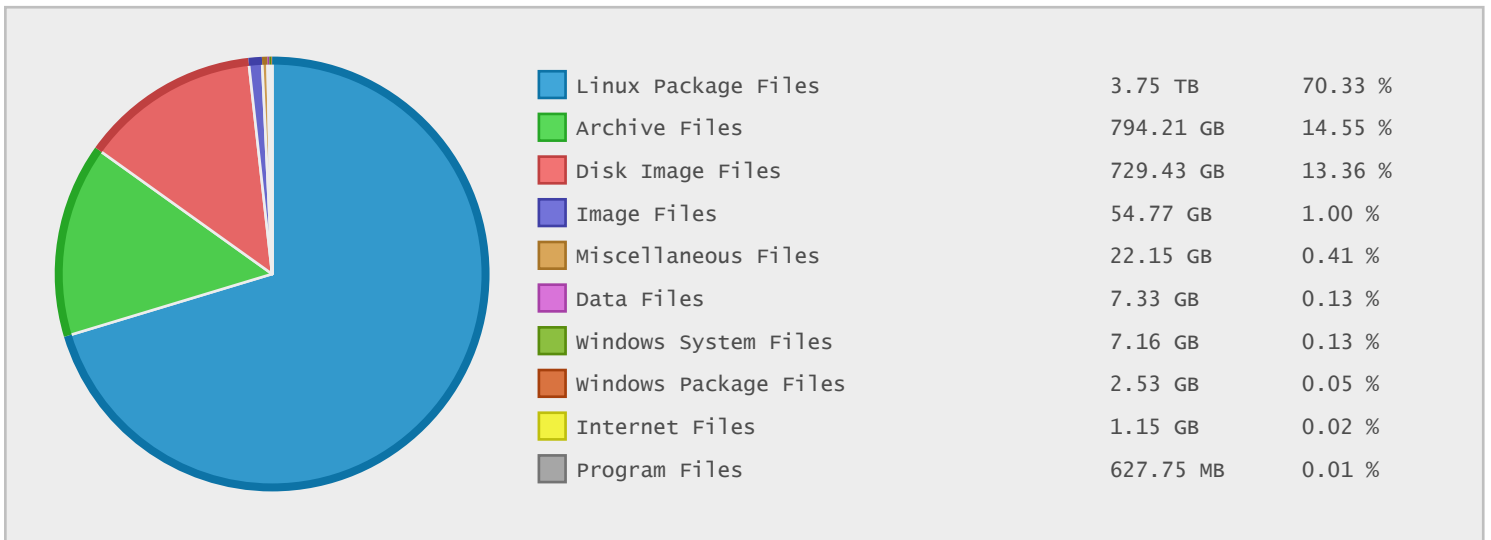 Linux Package Files 3.75 TB 70.33 %
Archive Files 794.21 GB 14.55 %
Disk Image Files 729.43 GB 13.36 %
Image Files 54.77 GB 1.00 %
Miscellaneous Files 22.15 GB 0.41 %
Data Files 7.33 GB 0.13 %
Windows System Files 7.16 GB 0.13 %
Windows Package Files 2.53 GB 0.05 %
Internet Files 1.15 GB 0.02 %
Program Files 627.75 MB 0.01 %